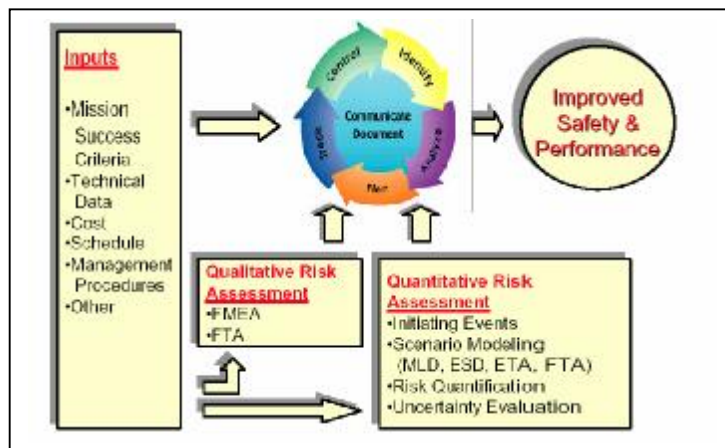 Inputs
•Mission
Success
Criteria
•Technical
Data
•Cost
•Schedule
•Management
Procedures
•Other
Control
Identify
Analyze
Plan
Track
Communicate
Document
Improved
Safety &
Performance
Qualitative Risk
Assessment
•FMEA
•FTA
Quantitative Risk
Assessment
•Initiating Events
•Scenario Modeling
(MLD, ESD, ETA, FTA)
•Risk Quantification
•Uncertainty Evaluation